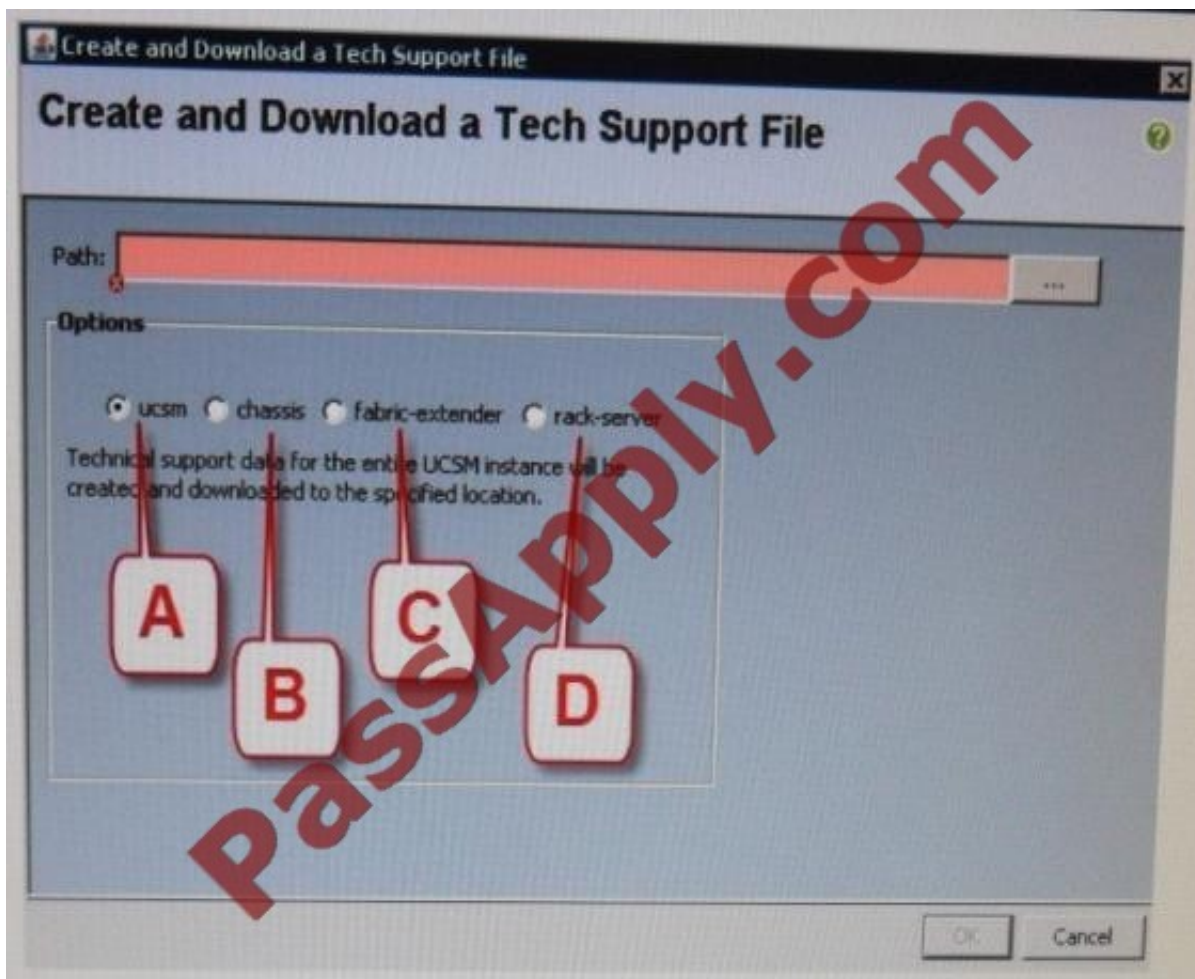 Create and Download a Tech Support File
Create and Download a Tech Support File
Path:
...
Options
ucsm chassis fabric-extender rack-server
Technical support data for the entire UCSM instance will be
created and downloaded to the specified location.
A
B
C
D
PassApply.com
OK Cancel